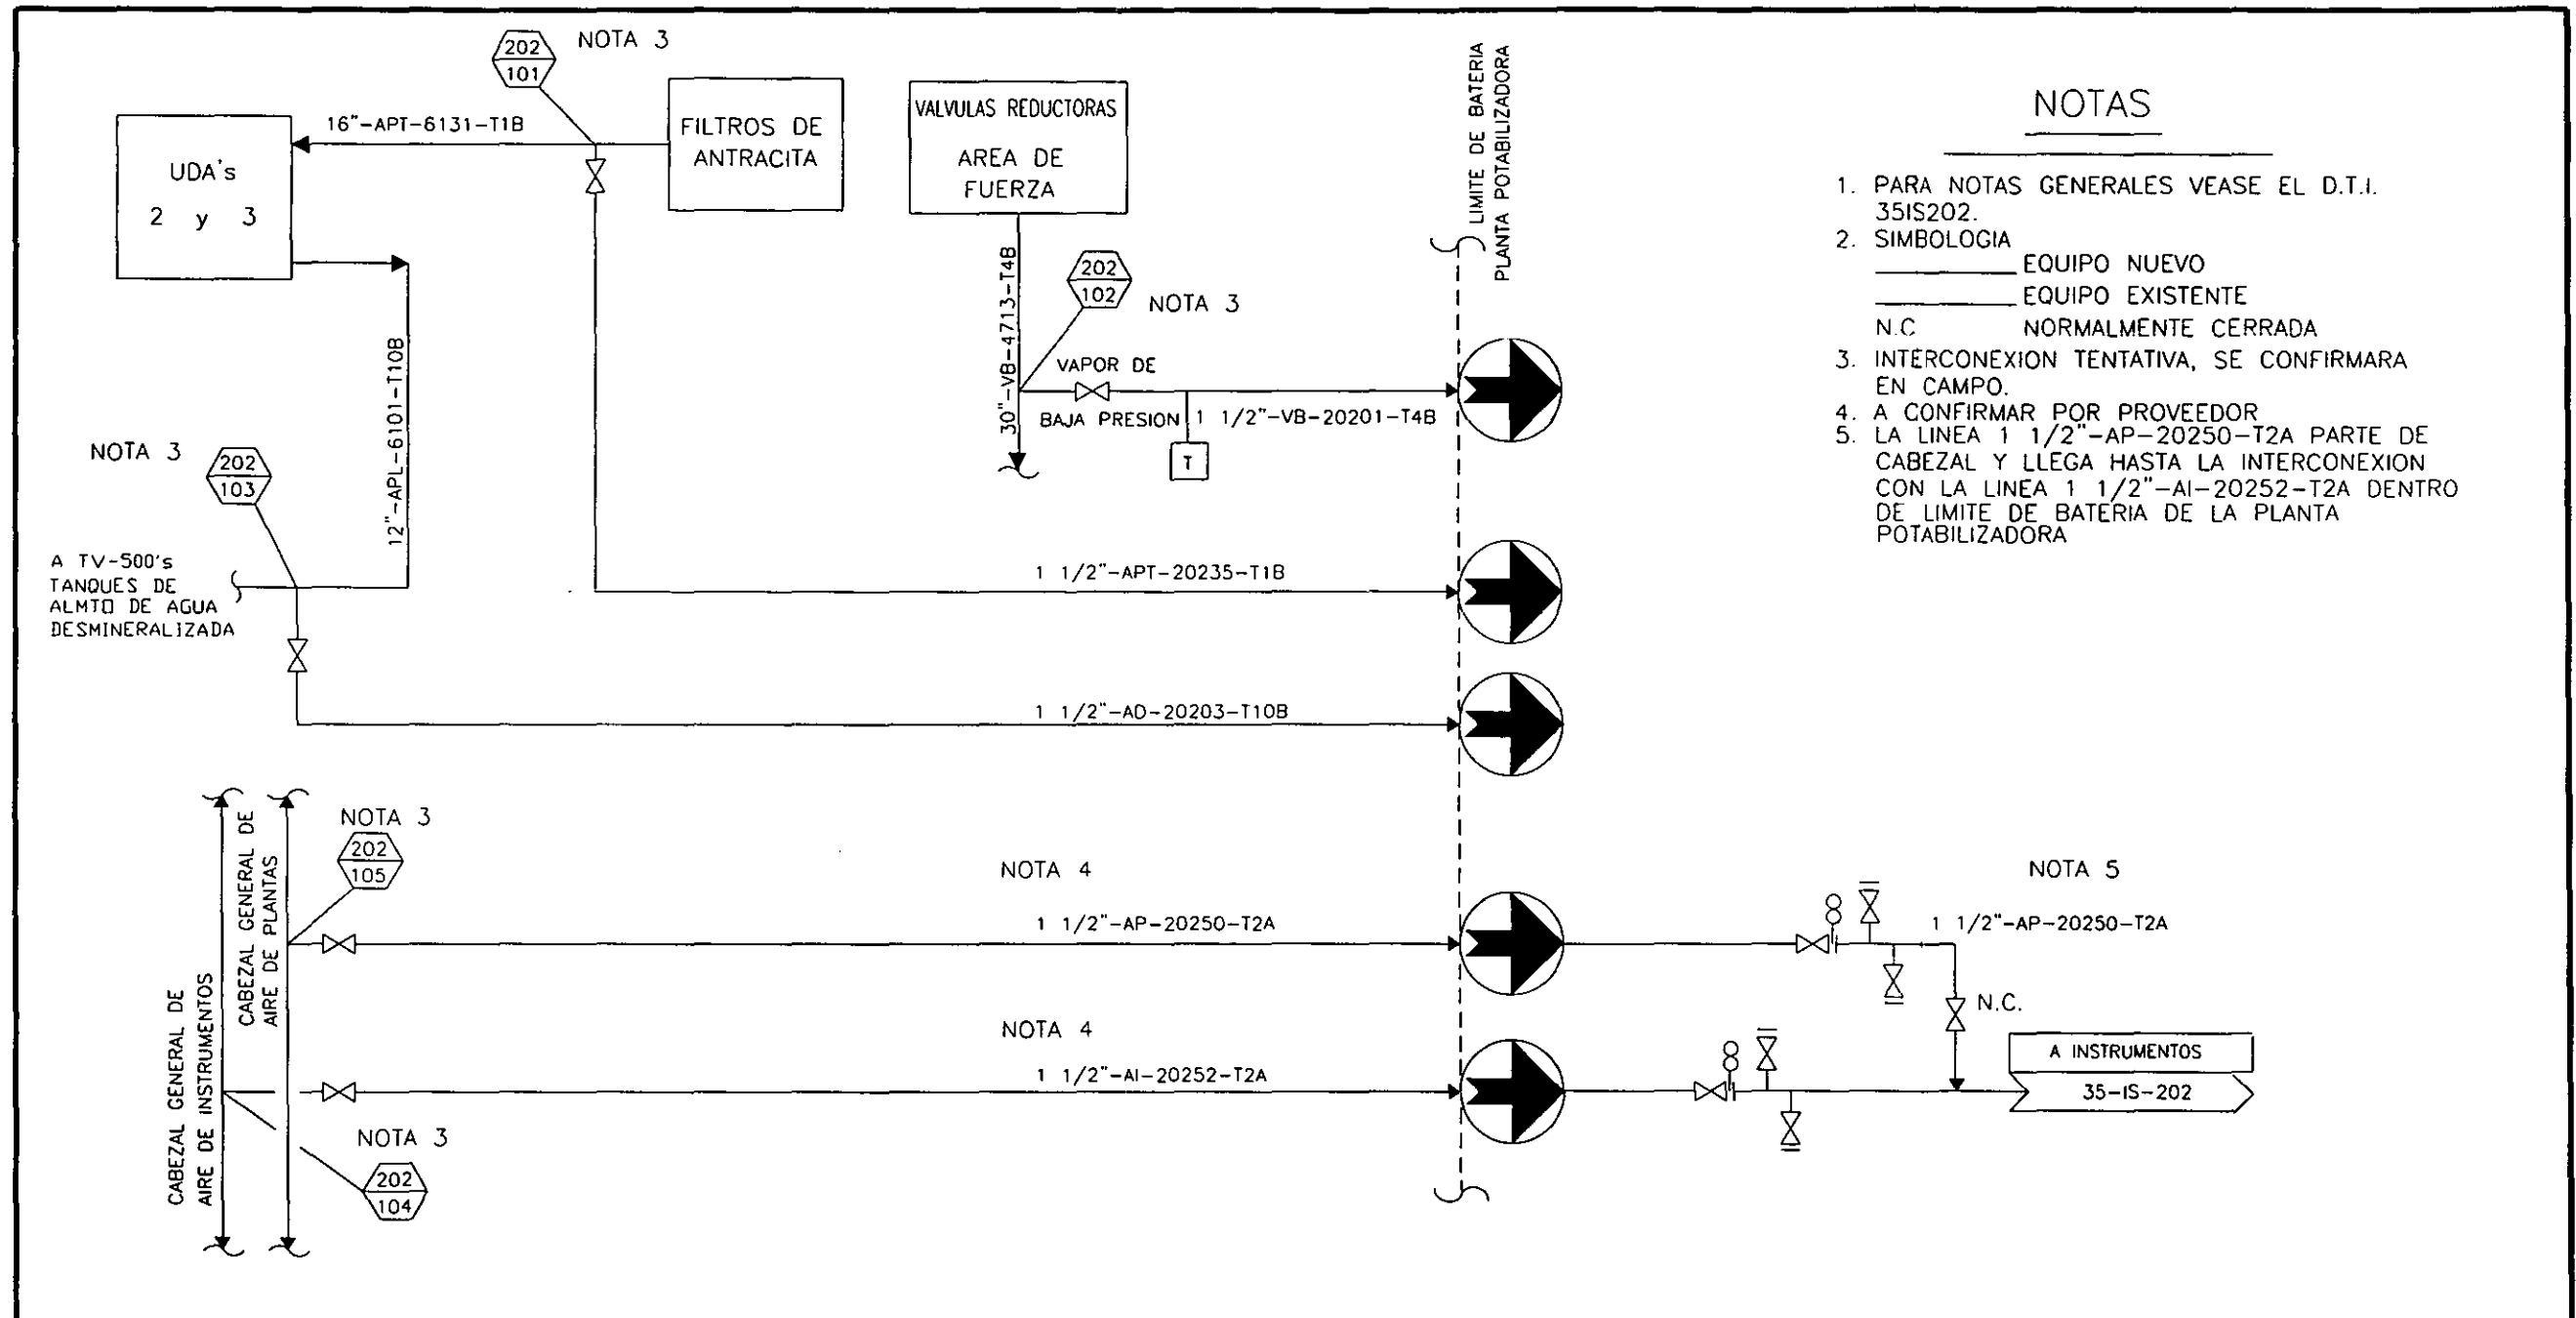 202
101
NOTA 3
16"-APT-6131-T1B
UDA's
2 y 3
FILTROS DE
ANTRACITA
VALVULAS REDUCTORAS
AREA DE
FUERZA
LIMITE DE BATERIA
PLANTA POTABILIZADORA
30"-VB-4713-T4B
202
102
NOTA 3
VAPOR DE
BAJA PRESION
1 1/2"-VB-20201-T4B
T
12"-APL-6101-T10B
NOTA 3
202
103
A TV-500's
TANQUES DE
ALMTO DE AGUA
DESMINERALIZADA
1 1/2"-APT-20235-T1B
1 1/2"-AD-20203-T10B
CABEZAL GENERAL DE
AIRE DE INSTRUMENTOS
CABEZAL GENERAL DE
AIRE DE PLANTAS
NOTA 3
202
105
NOTA 4
1 1/2"-AP-20250-T2A
NOTA 4
1 1/2"-AI-20252-T2A
NOTA 3
202
104
NOTA 5
1 1/2"-AP-20250-T2A
N.C.
A INSTRUMENTOS
35-IS-202
NOTAS
1. PARA NOTAS GENERALES VEASE EL D.T.I.
35IS202.
2. SIMBOLOGIA
EQUIPO NUEVO
EQUIPO EXISTENTE
N.C NORMALMENTE CERRADA
3. INTERCONEXION TENTATIVA, SE CONFIRMARA
EN CAMPO.
4. A CONFIRMAR POR PROVEEDOR
5. LA LINEA 1 1/2"-AP-20250-T2A PARTE DE
CABEZAL Y LLEGA HASTA LA INTERCONEXION
CON LA LINEA 1 1/2"-AI-20252-T2A DENTRO
DE LIMITE DE BATERIA DE LA PLANTA
POTABILIZADORA